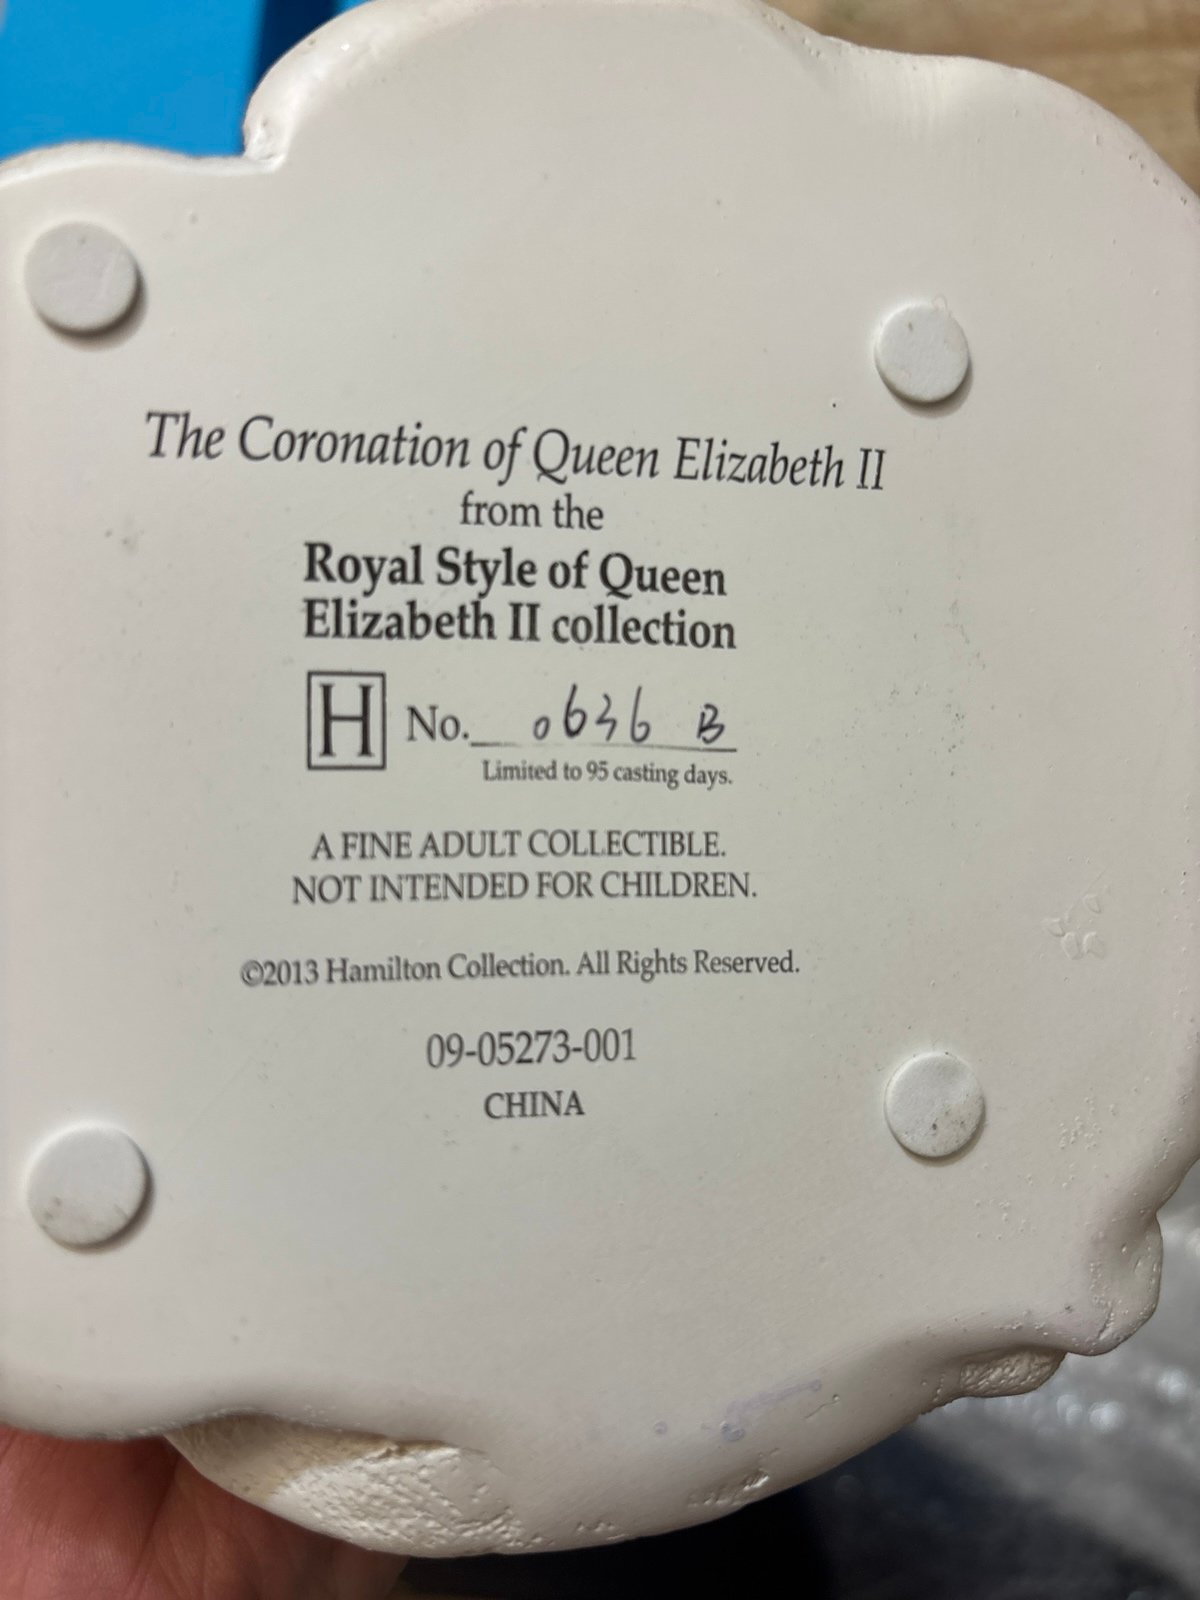 The Coronation of Queen Elizabeth II
from the
Royal Style of Queen
Elizabeth II collection
H No. 0636 B
Limited to 95 casting days.
A FINE ADULT COLLECTIBLE.
NOT INTENDED FOR CHILDREN.
©2013 Hamilton Collection. All Rights Reserved.
09-05273-001
CHINA